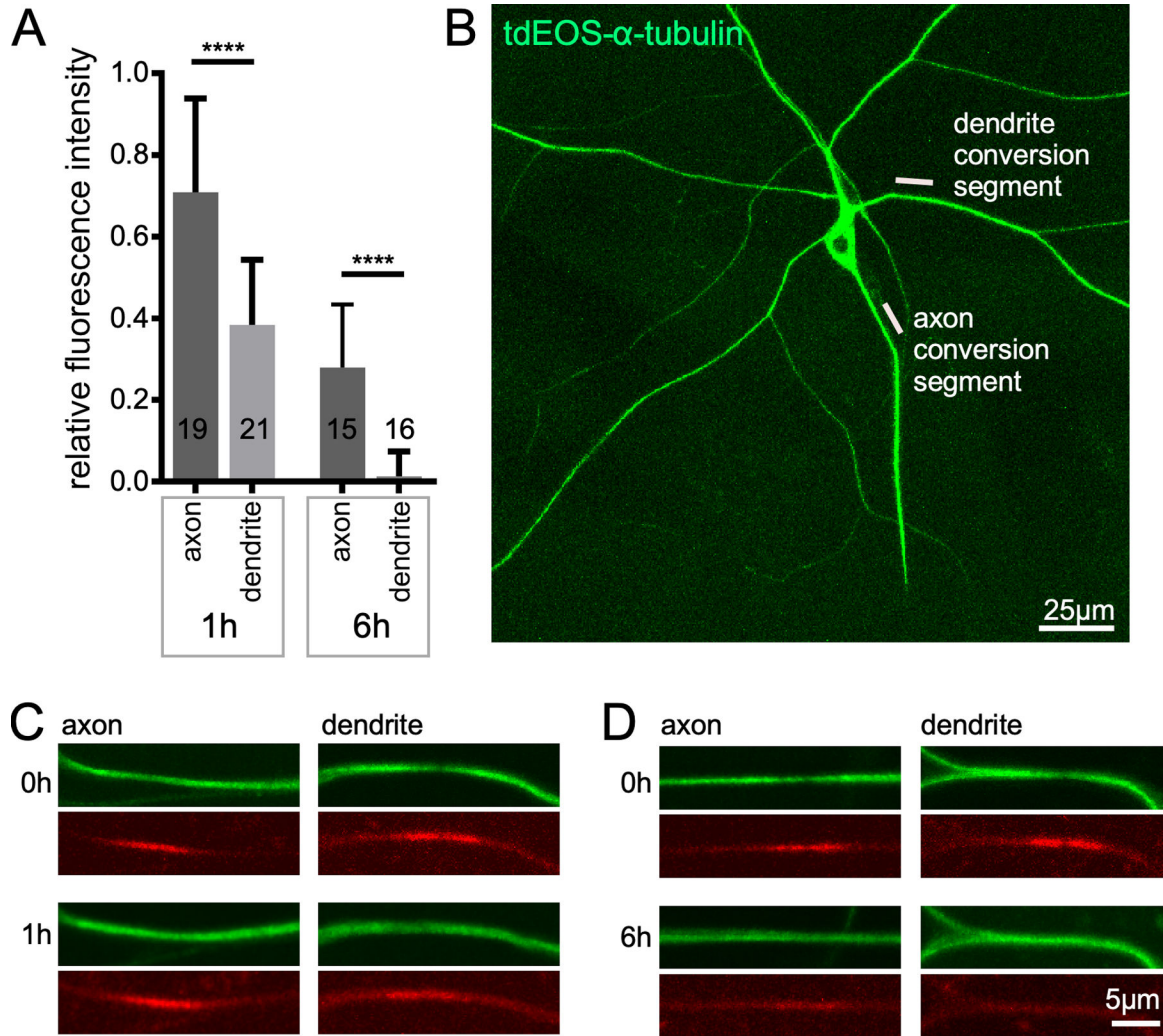 A
relative fluorescence intensity
1.0
0.8
0.6
0.4
0.2
0.0
****
****
19
21
15
16
axon
dendrite
axon
dendrite
1h
6h
B
tdEOS-α-tubulin
dendrite
conversion
segment
axon
conversion
segment
25μm
C
axon
dendrite
0h
1h
D
axon
dendrite
0h
6h
5μm